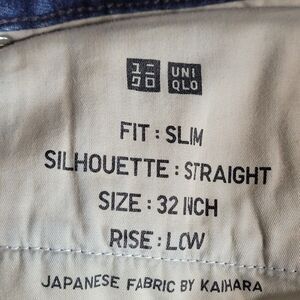 ユニ UNI
クロ QLO
FIT : SLIM
SILHOUETTE : STRAIGHT
SIZE : 32 INCH
RISE : LOW
JAPANESE FABRIC BY KAIHARA